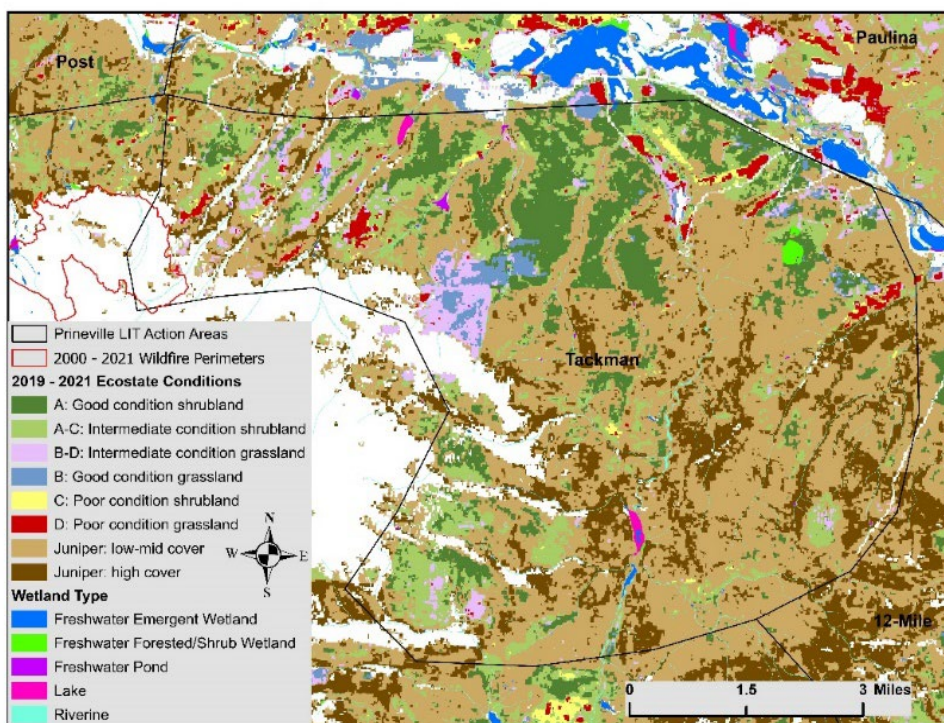 Post
Paulina
Tackman
12-Mile
Prineville LIT Action Areas
2000 - 2021 Wildfire Perimeters
2019 - 2021 Ecostate Conditions
A: Good condition shrubland
A-C: Intermediate condition shrubland
B-D: Intermediate condition grassland
B: Good condition grassland
C: Poor condition shrubland
D: Poor condition grassland
Juniper: low-mid cover
Juniper: high cover
N
W E
S
Wetland Type
Freshwater Emergent Wetland
Freshwater Forested/Shrub Wetland
Freshwater Pond
Lake
Riverine
0 1.5 3 Miles